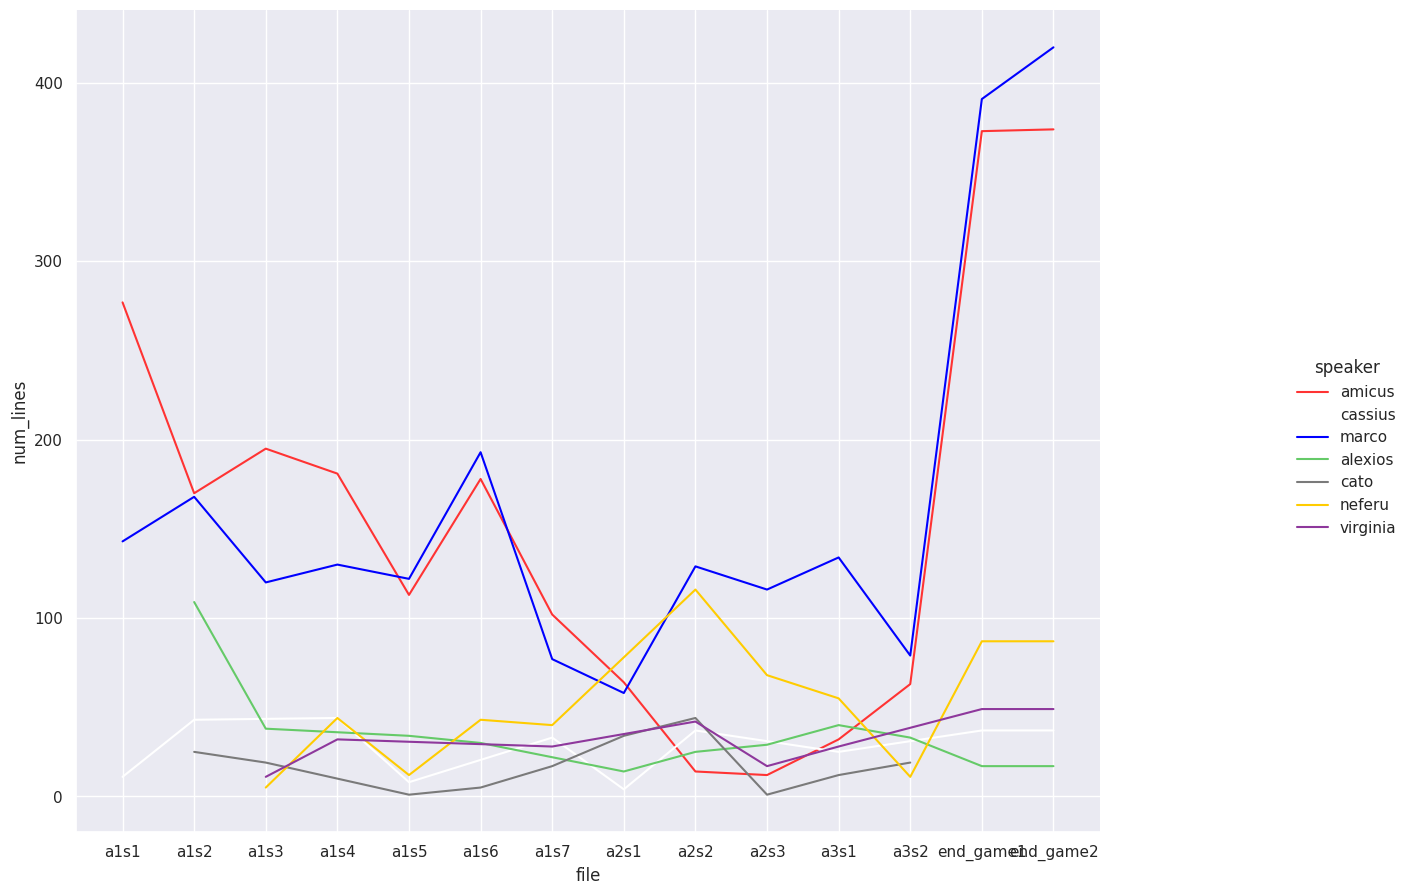 400
300
200
100
0
num_lines
a1s1 a1s2 a1s3 a1s4 a1s5 a1s6 a1s7 a2s1 a2s2 a2s3 a3s1 a3s2 end_game1 end_game2
file
speaker
amicus
cassius
marco
alexios
cato
neferu
virginia